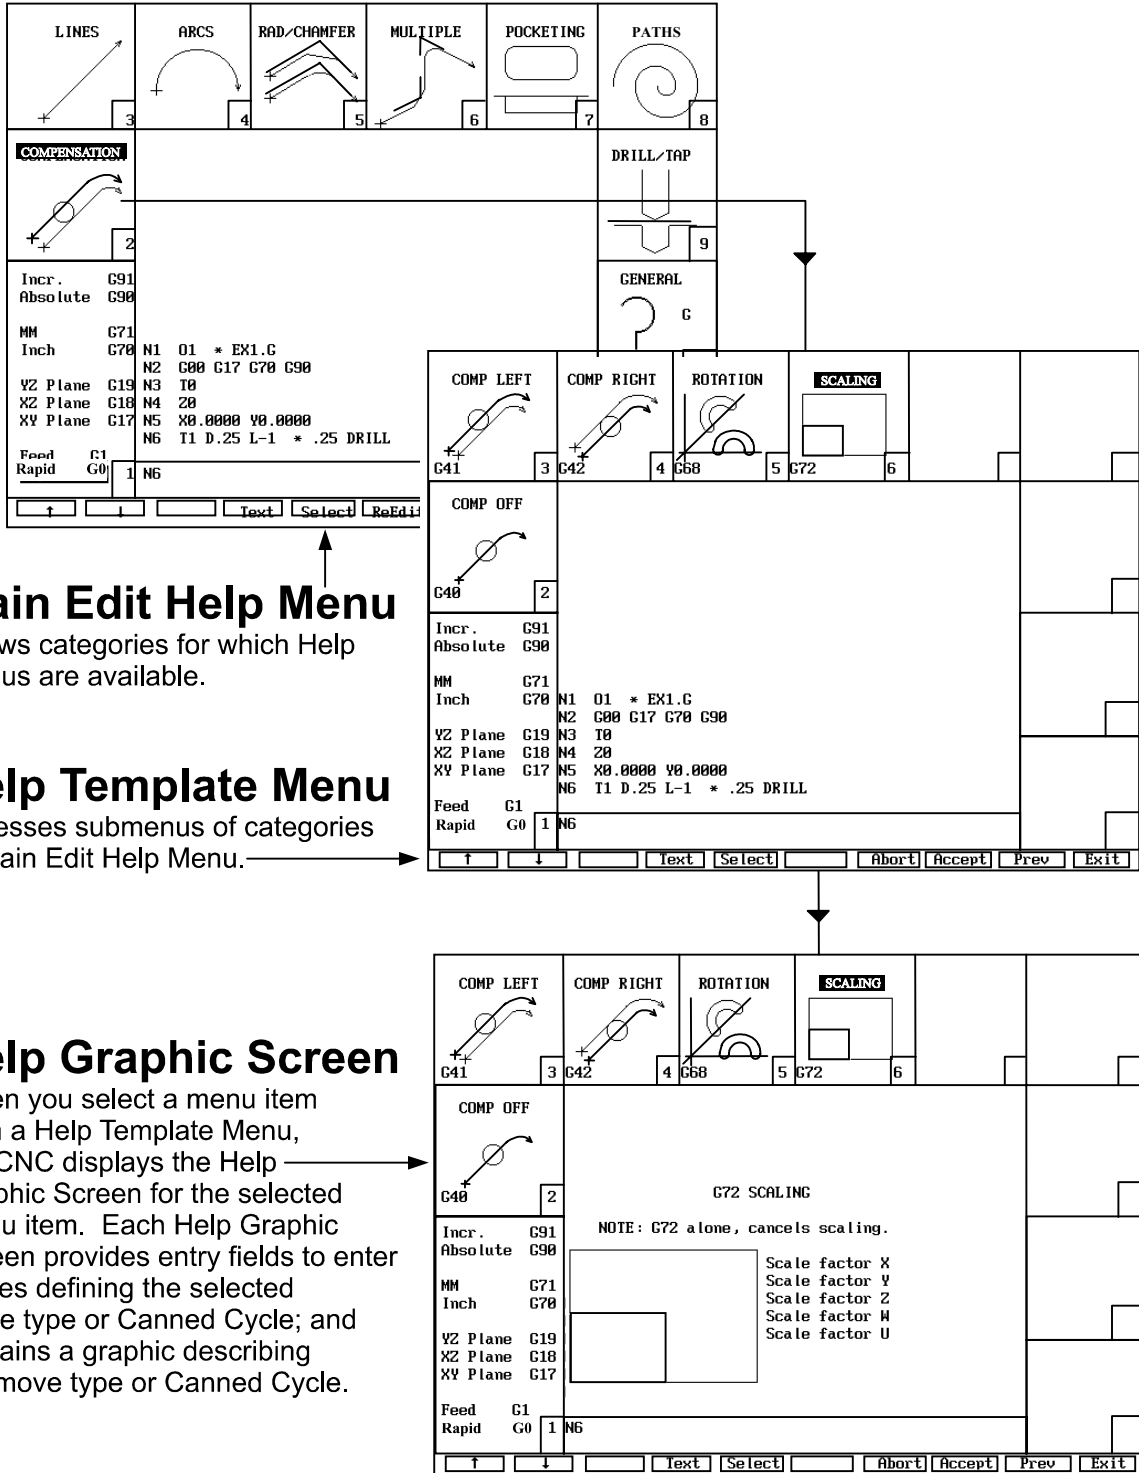 LINES
ARCS
RAD/CHAMFER
MULTIPLE
POCKETING
PATHS
3
4
5
6
7
8
COMPENSATION
2
DRILL/TAP
9
GENERAL
G
Incr. G91
Absolute G90
MM G71
Inch G70
YZ Plane G19
XZ Plane G18
XY Plane G17
Feed G1
Rapid G0
1
N1 O1 * EX1.G
N2 G00 G17 G70 G90
N3 T0
N4 Z0
N5 X0.0000 Y0.0000
N6 T1 D.25 L-1 * .25 DRILL
N6
↑ ↓ Text Select ReEdit
ain Edit Help Menu
ws categories for which Help
us are available.
COMP LEFT
COMP RIGHT
ROTATION
SCALING
G41 3
G42 4
G68 5
G72 6
COMP OFF
G40 2
Incr. G91
Absolute G90
MM G71
Inch G70
YZ Plane G19
XZ Plane G18
XY Plane G17
Feed G1
Rapid G0
1
N1 O1 * EX1.G
N2 G00 G17 G70 G90
N3 T0
N4 Z0
N5 X0.0000 Y0.0000
N6 T1 D.25 L-1 * .25 DRILL
N6
↑ ↓ Text Select Abort Accept Prev Exit
elp Template Menu
esses submenus of categories
ain Edit Help Menu.
COMP LEFT
COMP RIGHT
ROTATION
SCALING
G41 3
G42 4
G68 5
G72 6
COMP OFF
G40 2
Incr. G91
Absolute G90
MM G71
Inch G70
YZ Plane G19
XZ Plane G18
XY Plane G17
Feed G1
Rapid G0
1
G72 SCALING
NOTE: G72 alone, cancels scaling.
Scale factor X
Scale factor Y
Scale factor Z
Scale factor W
Scale factor U
N6
↑ ↓ Text Select Abort Accept Prev Exit
elp Graphic Screen
en you select a menu item
n a Help Template Menu,
CNC displays the Help
phic Screen for the selected
nu item. Each Help Graphic
een provides entry fields to enter
es defining the selected
e type or Canned Cycle; and
ains a graphic describing
move type or Canned Cycle.